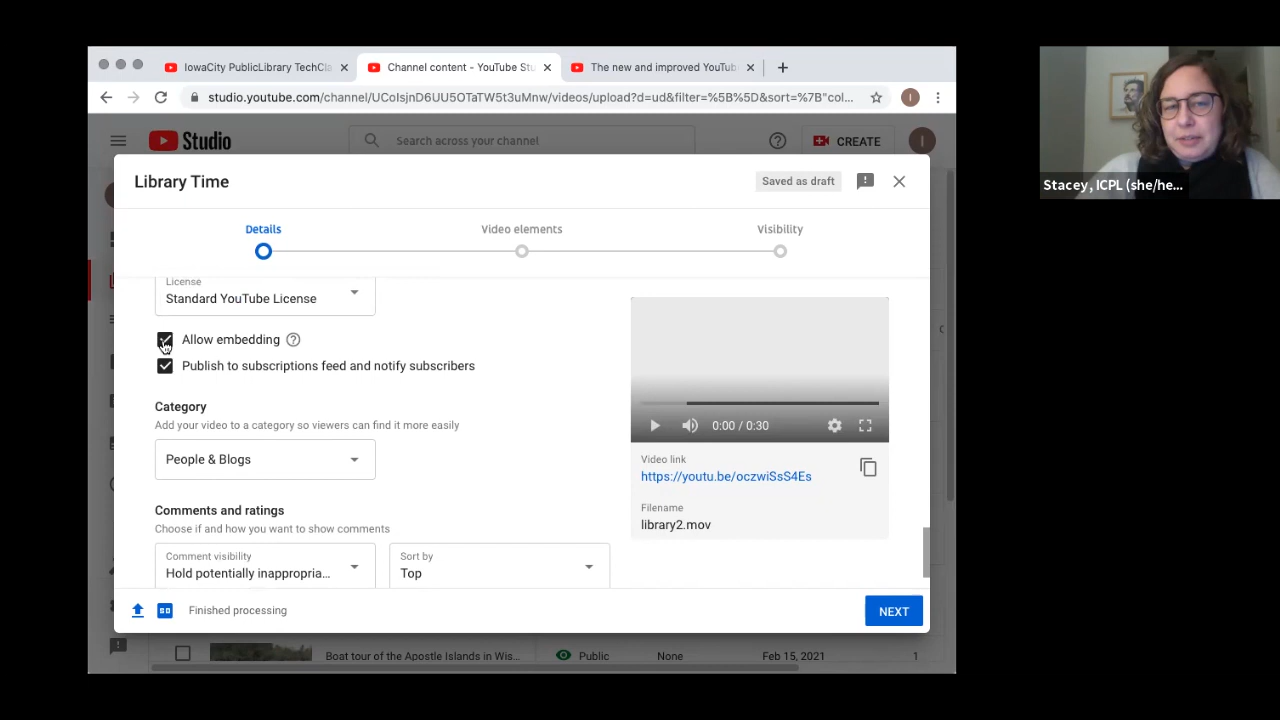 IowaCity PublicLibrary TechCla
Channel content - YouTube Stu
The new and improved YouTub
studio.youtube.com/channel/UCoIsjnD6UU5OTaTW5t3uMnw/videos/upload?d=ud&filter=%5B%5D&sort=%7B"col...
Studio
Search across your channel
CREATE
I
Library Time
Saved as draft
Details
Video elements
Visibility
License
Standard YouTube License
Allow embedding
Publish to subscriptions feed and notify subscribers
Category
Add your video to a category so viewers can find it more easily
People & Blogs
Comments and ratings
Choose if and how you want to show comments
Comment visibility
Hold potentially inappropria...
Sort by
Top
0:00 / 0:30
Video link
https://youtu.be/oczwiSsS4Es
Filename
library2.mov
Finished processing
NEXT
Boat tour of the Apostle Islands in Wis...
Public
None
Feb 15, 2021
1
Stacey, ICPL (she/he...